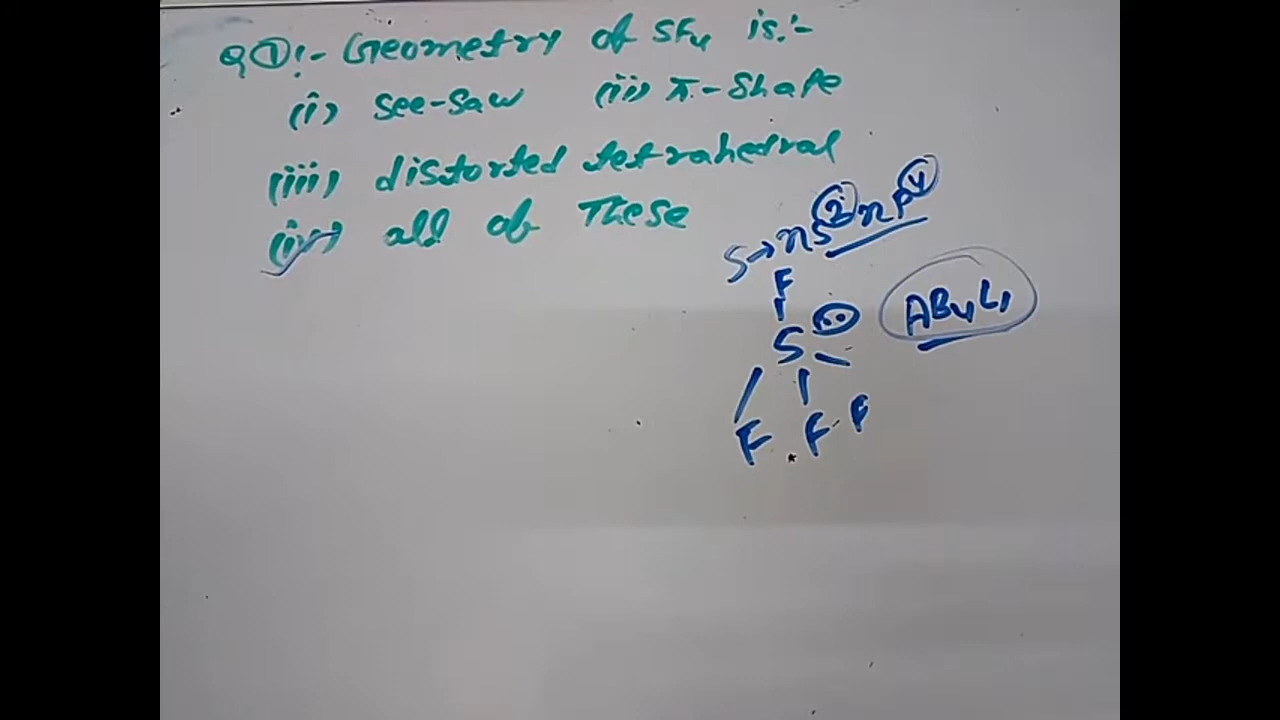 Q①:- Geometry of SF₄ is:-
(i) see-saw (ii) π-shape
(iii) distorted tetrahedral
(iv) all of These
S→ns²np⁴
F
S AB₄L₁
F F F